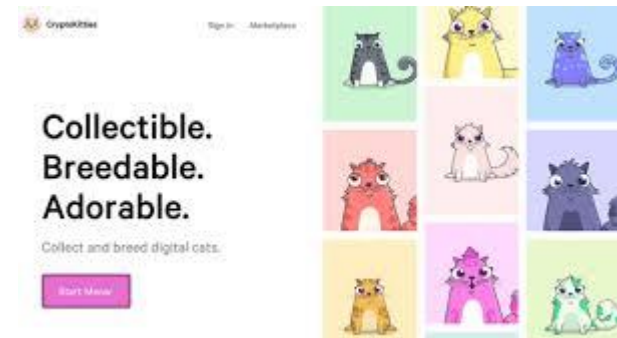 CryptoKitties
Sign in Marketplace
Collectible.
Breedable.
Adorable.
Collect and breed digital cats.
Start Meow